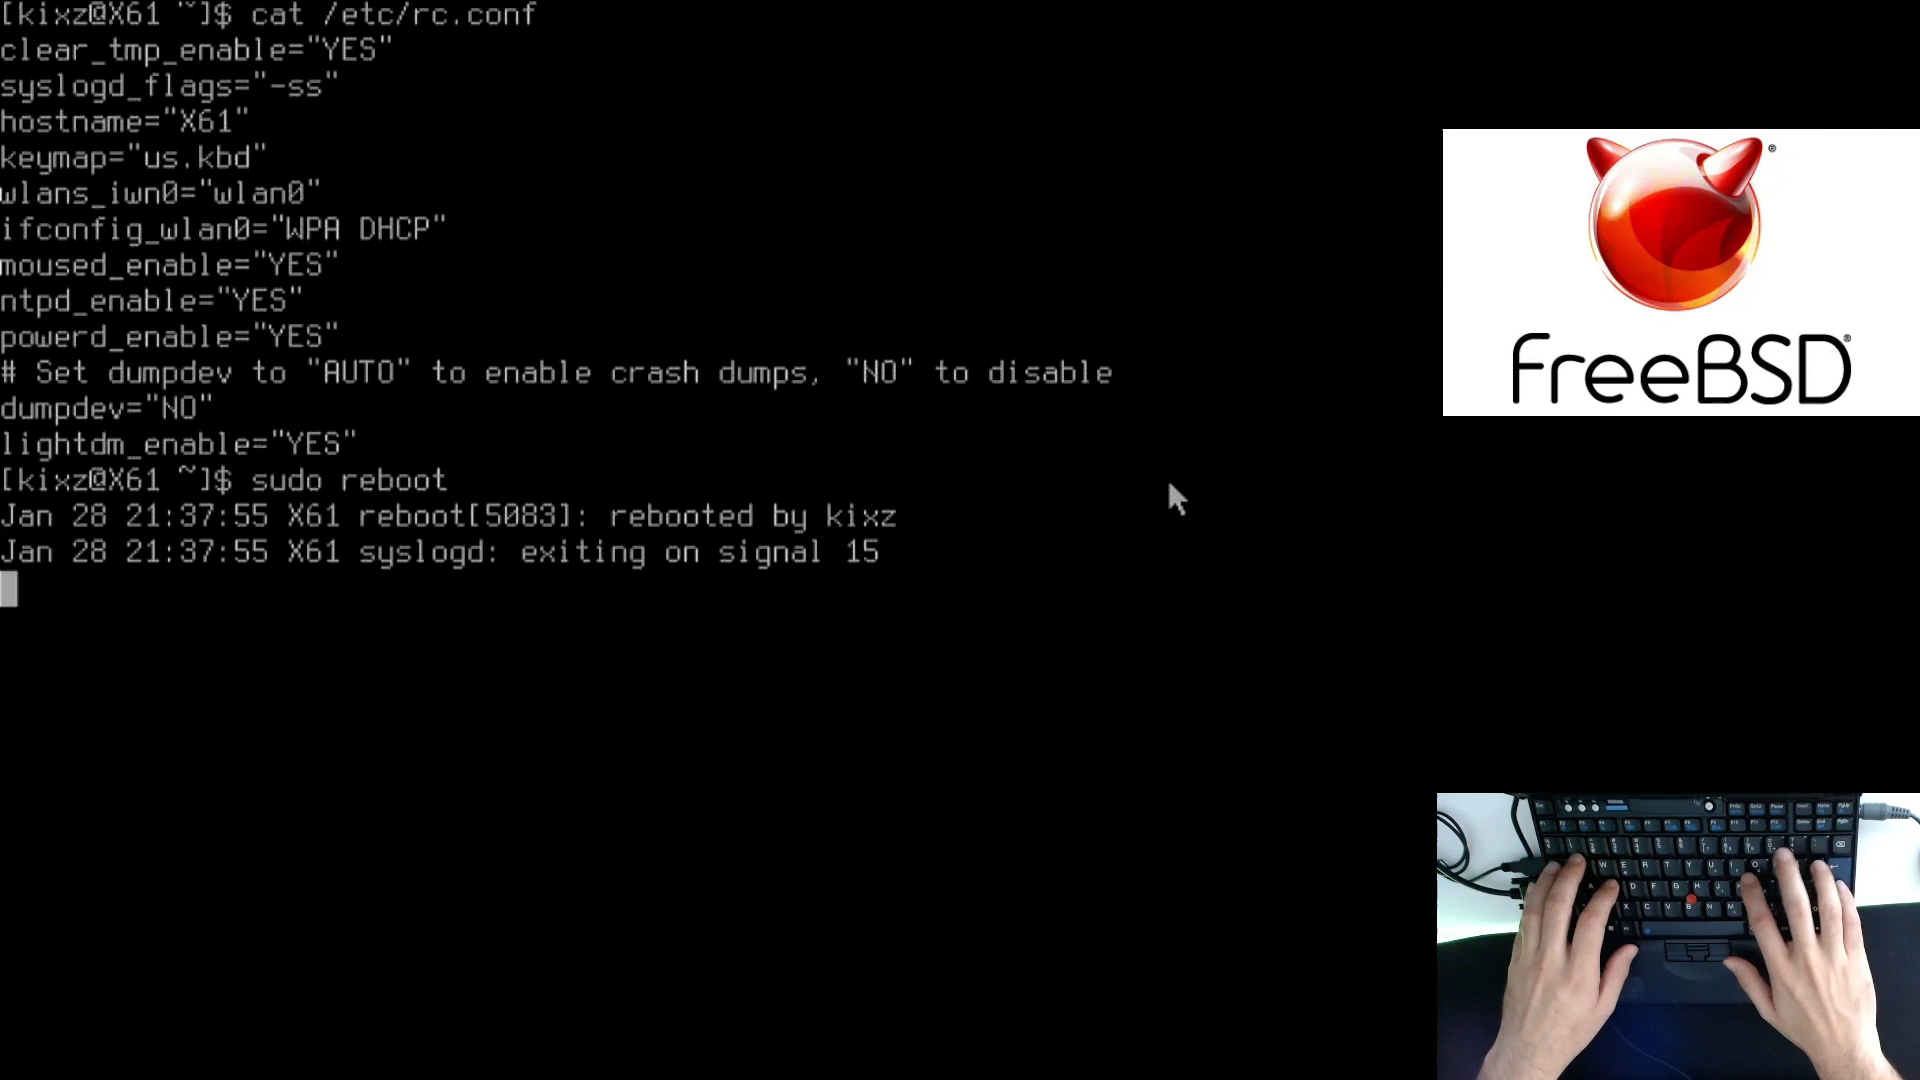 [kixz@X61 ~]$ cat /etc/rc.conf
clear_tmp_enable="YES"
syslogd_flags="-ss"
hostname="X61"
keymap="us.kbd"
wlans_iwn0="wlan0"
ifconfig_wlan0="WPA DHCP"
moused_enable="YES"
ntpd_enable="YES"
powerd_enable="YES"
# Set dumpdev to "AUTO" to enable crash dumps, "NO" to disable
dumpdev="NO"
lightdm_enable="YES"
[kixz@X61 ~]$ sudo reboot
Jan 28 21:37:55 X61 reboot[5083]: rebooted by kixz
Jan 28 21:37:55 X61 syslogd: exiting on signal 15
®
freeBSD®
W E R T Y U I O
A D F G H J
X C V B N M